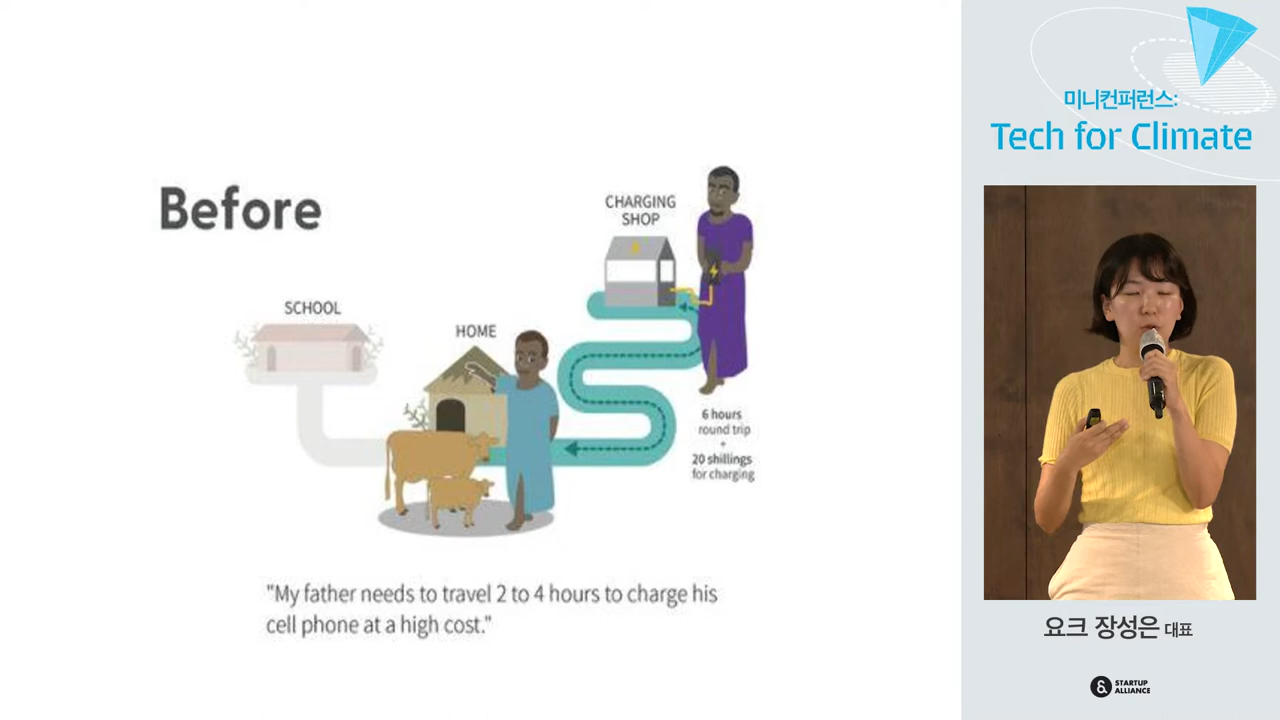 Before
SCHOOL
HOME
CHARGING
SHOP
6 hours
round trip
+
20 shillings
for charging
"My father needs to travel 2 to 4 hours to charge his
cell phone at a high cost."
미니컨퍼런스:
Tech for Climate
요크 장성은 대표
STARTUP
ALLIANCE